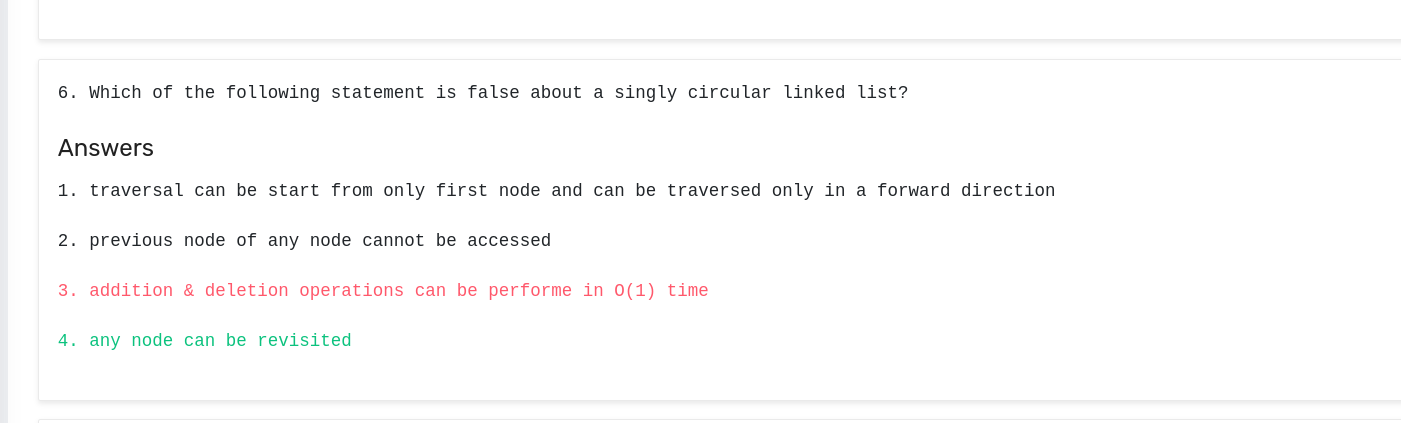 6. Which of the following statement is false about a singly circular linked list?
Answers
1. traversal can be start from only first node and can be traversed only in a forward direction
2. previous node of any node cannot be accessed
3. addition & deletion operations can be performe in O(1) time
4. any node can be revisited